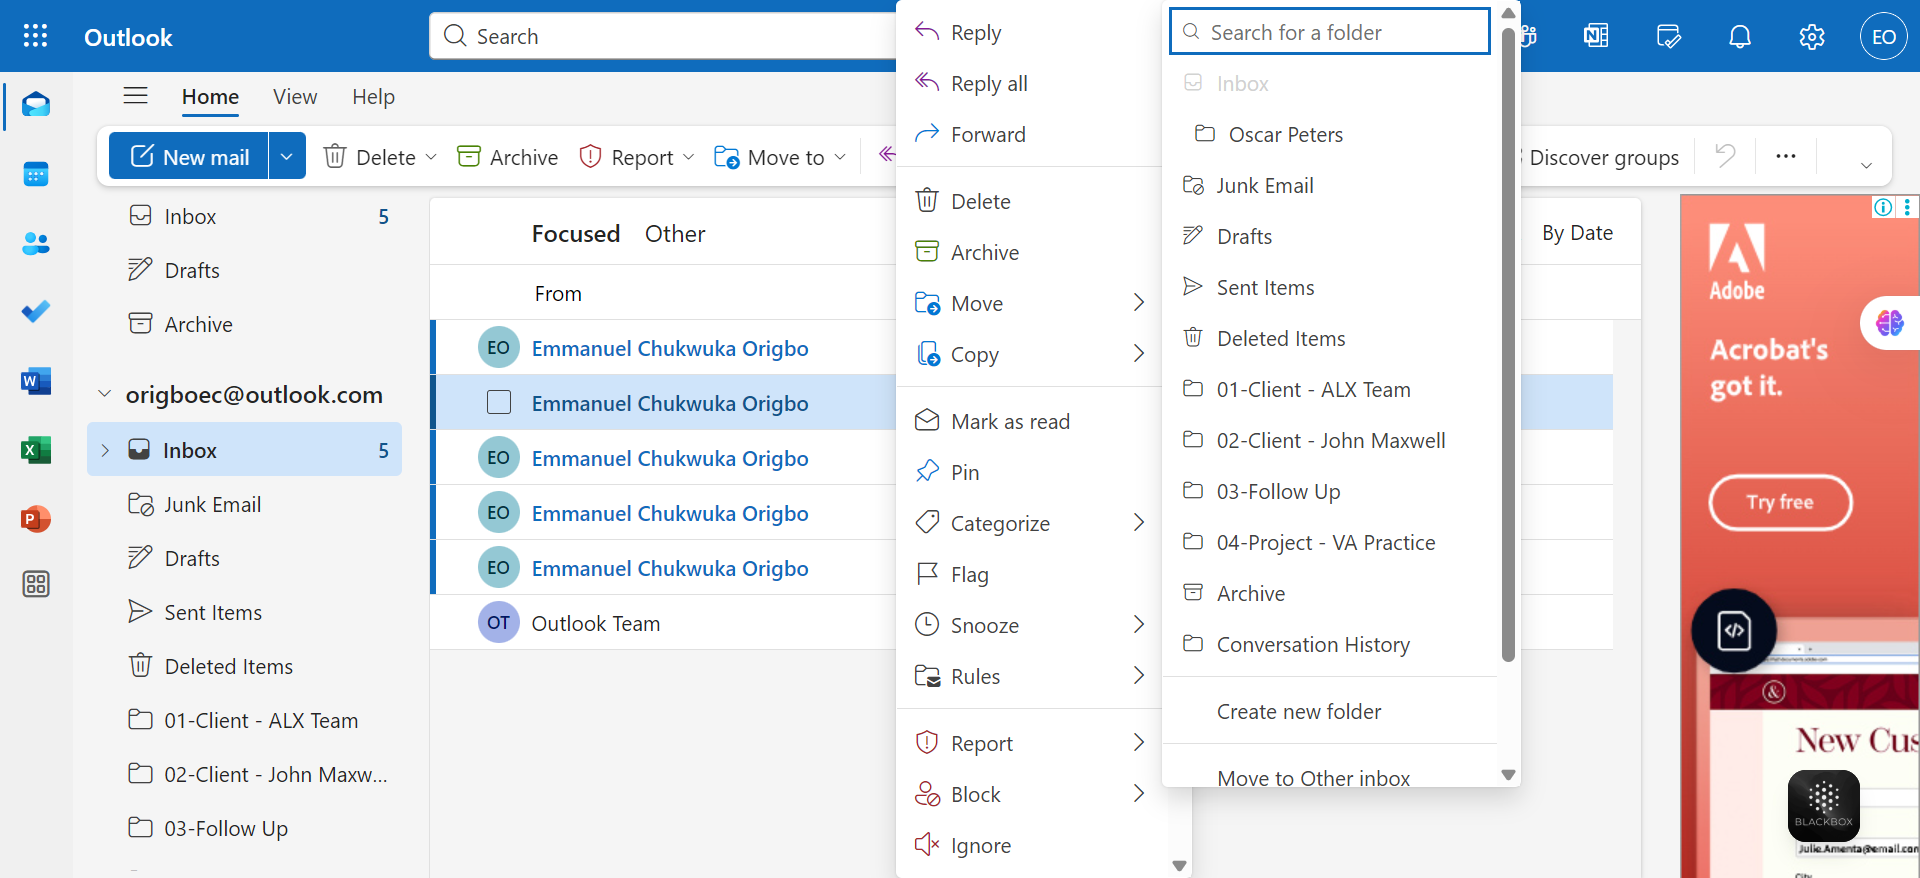 Outlook
Search
EO
Home
View
Help
New mail
Delete
Archive
Report
Move to
Discover groups
Inbox 5
Drafts
Archive
origboec@outlook.com
Inbox 5
Junk Email
Drafts
Sent Items
Deleted Items
01-Client - ALX Team
02-Client - John Maxw...
03-Follow Up
Focused
Other
By Date
From
EO Emmanuel Chukwuka Origbo
Emmanuel Chukwuka Origbo
EO Emmanuel Chukwuka Origbo
EO Emmanuel Chukwuka Origbo
EO Emmanuel Chukwuka Origbo
OT Outlook Team
Reply
Reply all
Forward
Delete
Archive
Move
Copy
Mark as read
Pin
Categorize
Flag
Snooze
Rules
Report
Block
Ignore
Search for a folder
Inbox
Oscar Peters
Junk Email
Drafts
Sent Items
Deleted Items
01-Client - ALX Team
02-Client - John Maxwell
03-Follow Up
04-Project - VA Practice
Archive
Conversation History
Create new folder
Move to Other inbox
Adobe
Acrobat's
got it.
Try free
&
New Cus
BLACKBOX
Julie.Amenta@email.con
City